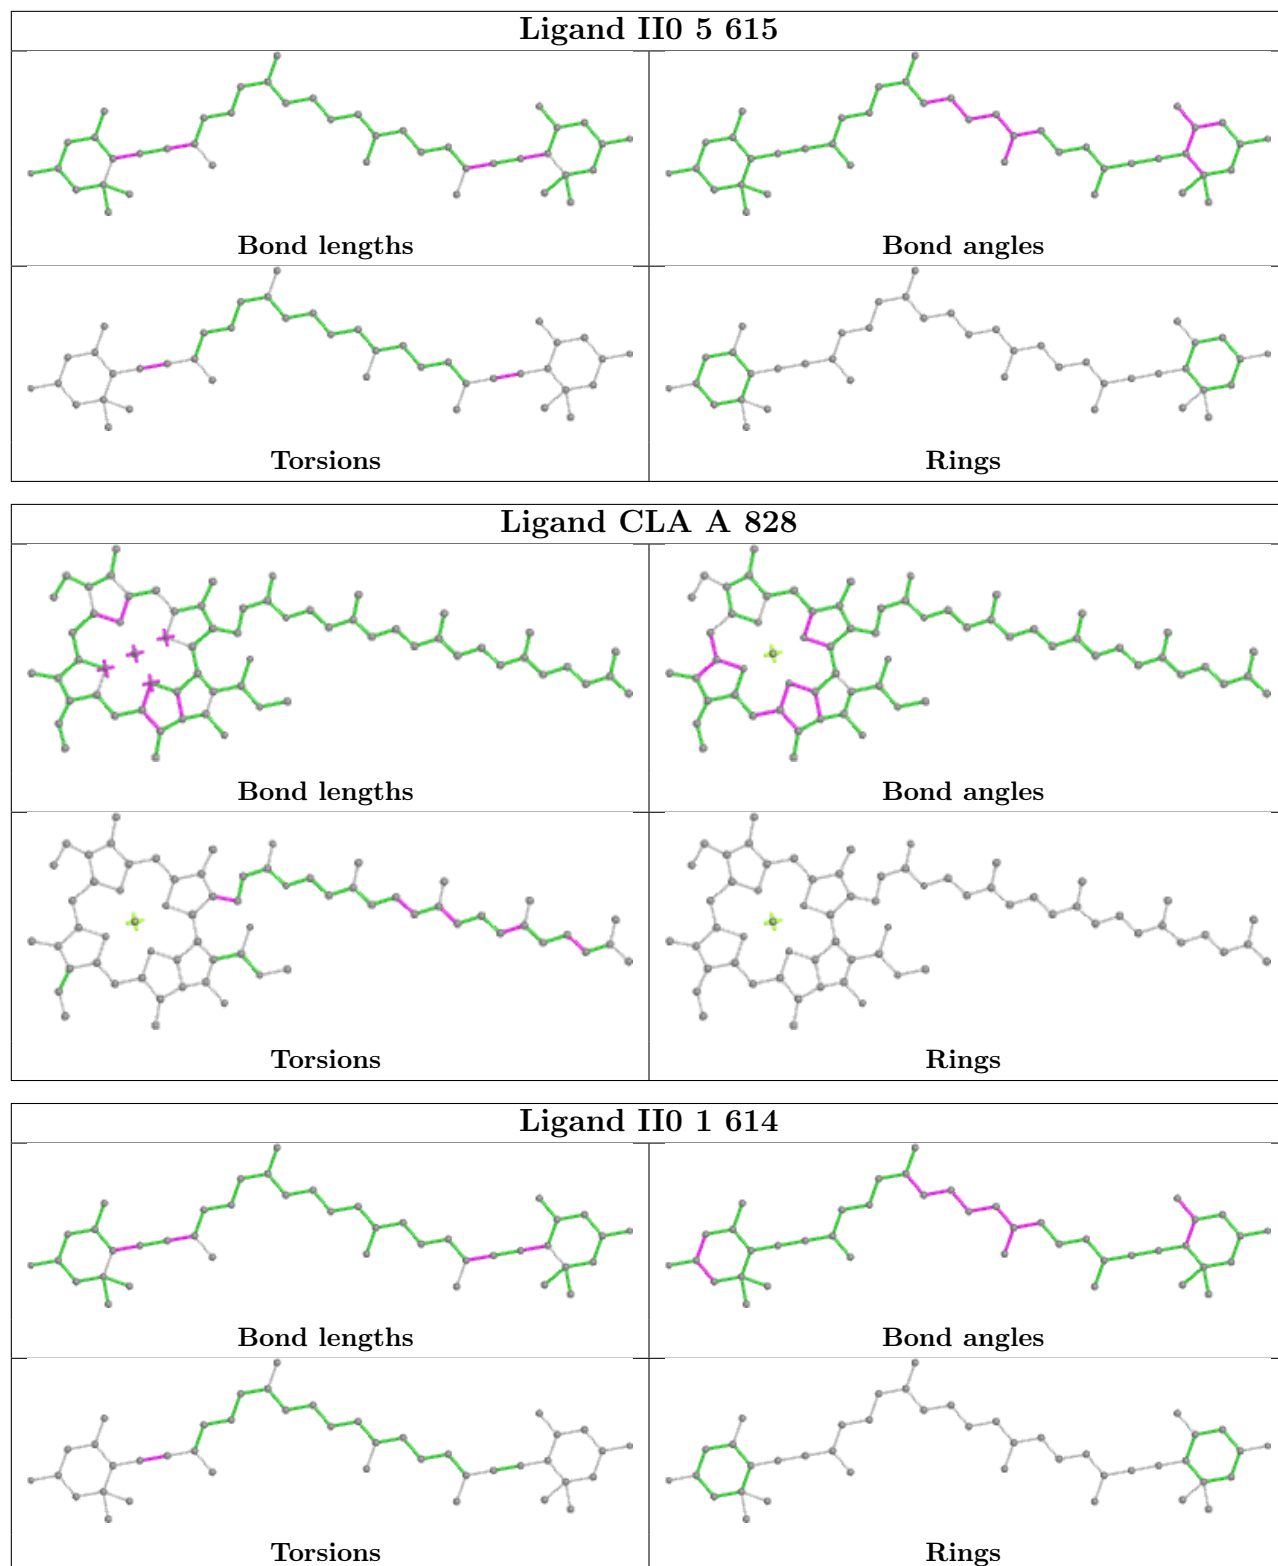 Ligand II0 5 615
Bond lengths
Bond angles
Torsions
Rings
Ligand CLA A 828
Bond lengths
Bond angles
Torsions
Rings
Ligand II0 1 614
Bond lengths
Bond angles
Torsions
Rings